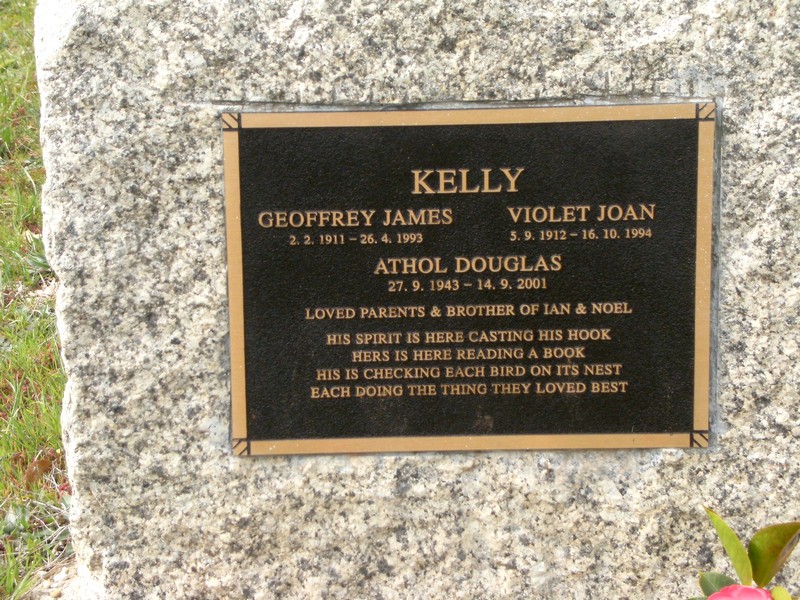 KELLY
GEOFFREY JAMES VIOLET JOAN
2. 2. 1911 – 26. 4. 1993 5. 9. 1912 – 16. 10. 1994
ATHOL DOUGLAS
27. 9. 1943 – 14. 9. 2001
LOVED PARENTS & BROTHER OF IAN & NOEL
HIS SPIRIT IS HERE CASTING HIS HOOK
HERS IS HERE READING A BOOK
HIS IS CHECKING EACH BIRD ON ITS NEST
EACH DOING THE THING THEY LOVED BEST